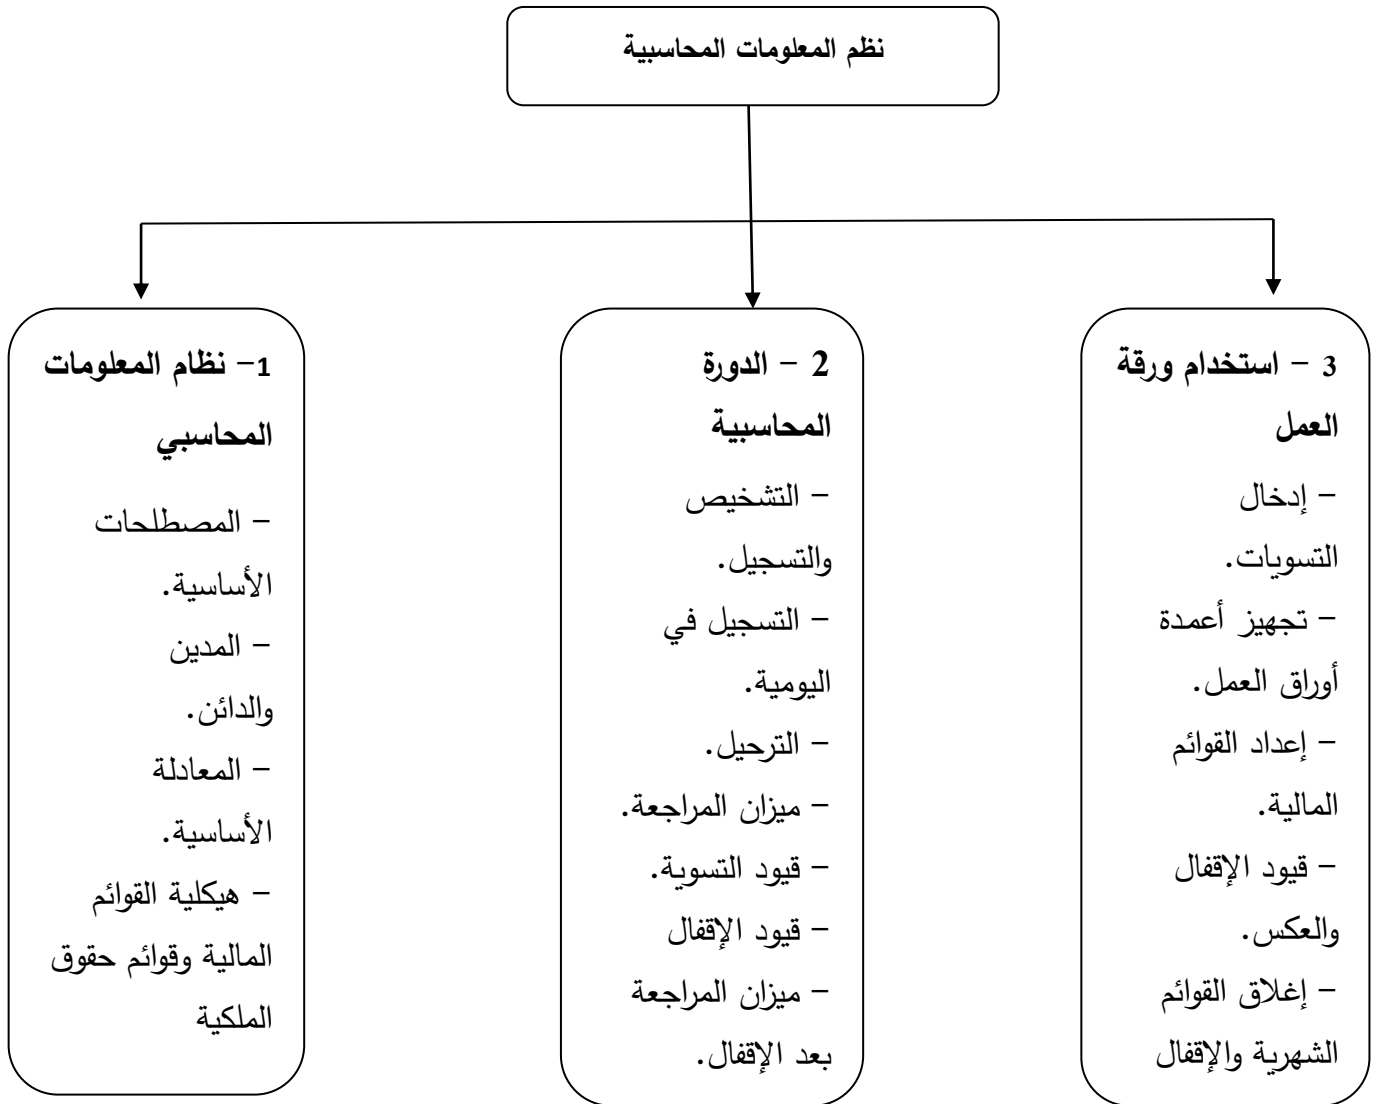 نظم المعلومات المحاسبية
1– نظام المعلومات
المحاسبي
– المصطلحات
الأساسية.
– المدين
والدائن.
– المعادلة
الأساسية.
– هيكلية القوائم
المالية وقوائم حقوق
الملكية
2 – الدورة
المحاسبية
– التشخيص
والتسجيل.
– التسجيل في
اليومية.
– الترحيل.
– ميزان المراجعة.
– قيود التسوية.
– قيود الإقفال
– ميزان المراجعة
بعد الإقفال.
3 – استخدام ورقة
العمل
– إدخال
التسويات.
– تجهيز أعمدة
أوراق العمل.
– إعداد القوائم
المالية.
– قيود الإقفال
والعكس.
– إغلاق القوائم
الشهرية والإقفال